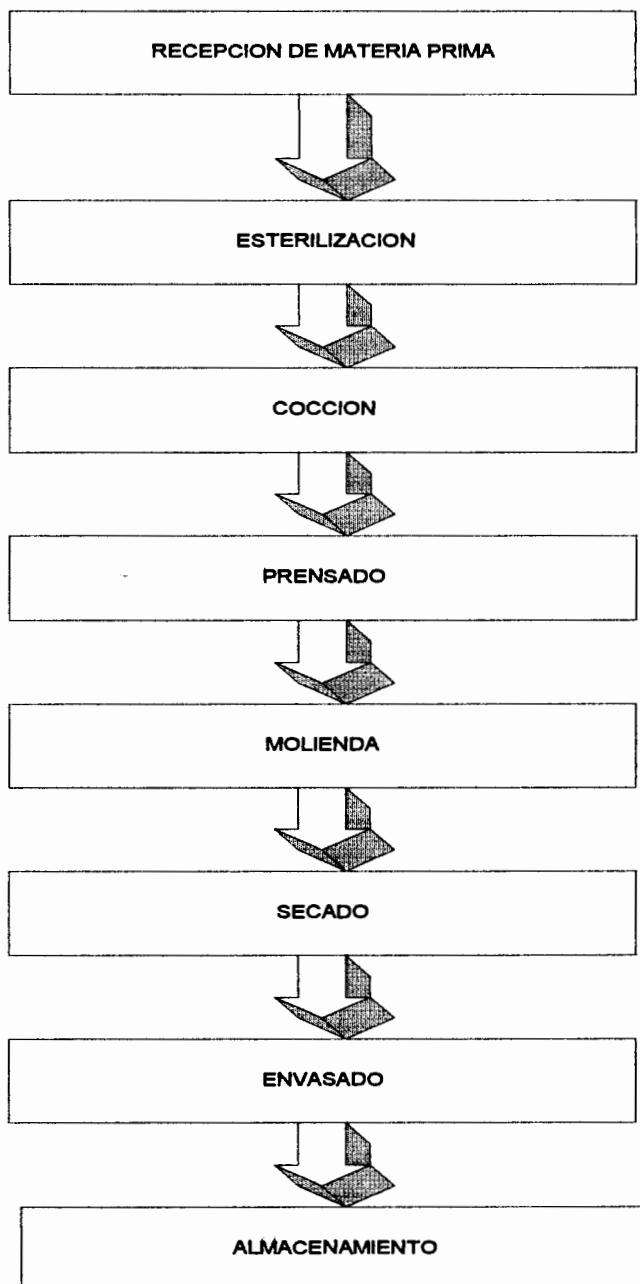 RECEPCION DE MATERIA PRIMA
ESTERILIZACION
COCCION
PRENSADO
MOLIENDA
SECADO
ENVASADO
ALMACENAMIENTO